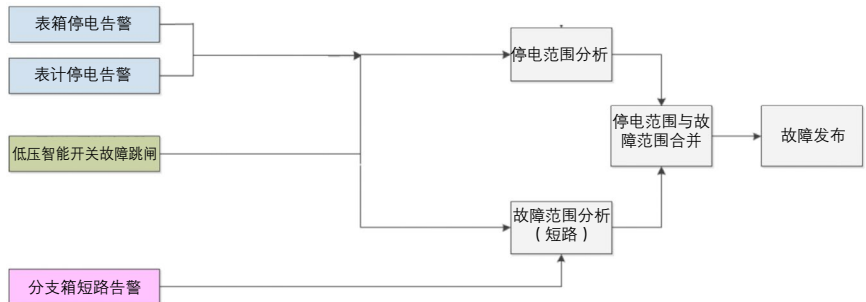 表箱停电告警
表计停电告警
低压智能开关故障跳闸
分支箱短路告警
停电范围分析
故障范围分析
（短路）
停电范围与故
障范围合并
故障发布